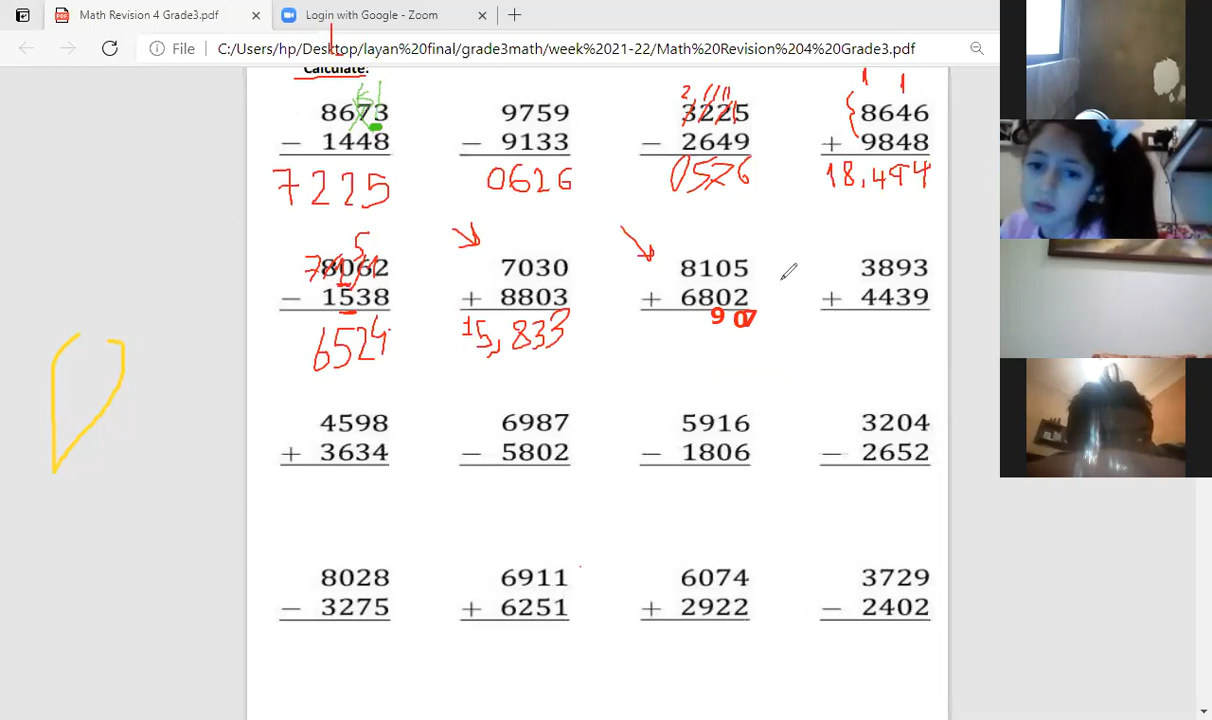 Math Revision 4 Grade3.pdf
Login with Google - Zoom
File C:/Users/hp/Desktop/layan%20final/grade3math/week%2021-22/Math%20Revision%204%20Grade3.pdf
Calculate:
8673 9759 3225 8646
− 1448 − 9133 − 2649 + 9848
7225 0626 0576 18,494
8062 7030 8105 3893
− 1538 + 8803 + 6802 + 4439
6524 15,833 907
4598 6987 5916 3204
+ 3634 − 5802 − 1806 − 2652
8028 6911 6074 3729
− 3275 + 6251 + 2922 − 2402